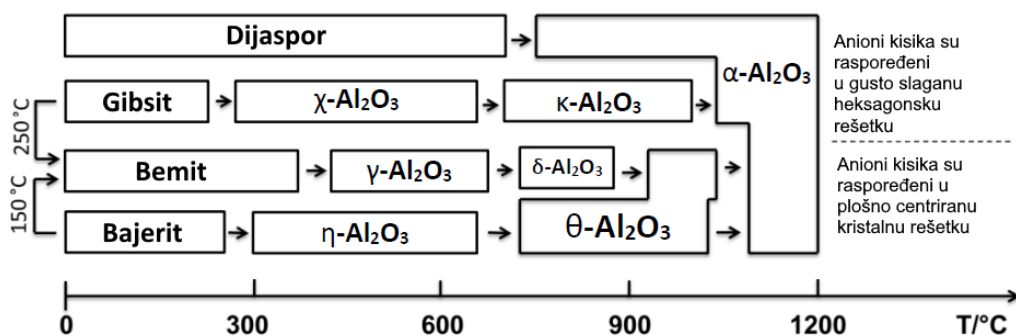 Dijaspor
α-Al₂O₃
Gibsit
χ-Al₂O₃
κ-Al₂O₃
Bemit
γ-Al₂O₃
δ-Al₂O₃
Bajerit
η-Al₂O₃
θ-Al₂O₃
250 °C
150 °C
Anioni kisika su
raspoređeni
u gusto slaganu
heksagonsku
rešetku
Anioni kisika su
raspoređeni u
plošno centriranu
kristalnu rešetku
0 300 600 900 1200 T/°C